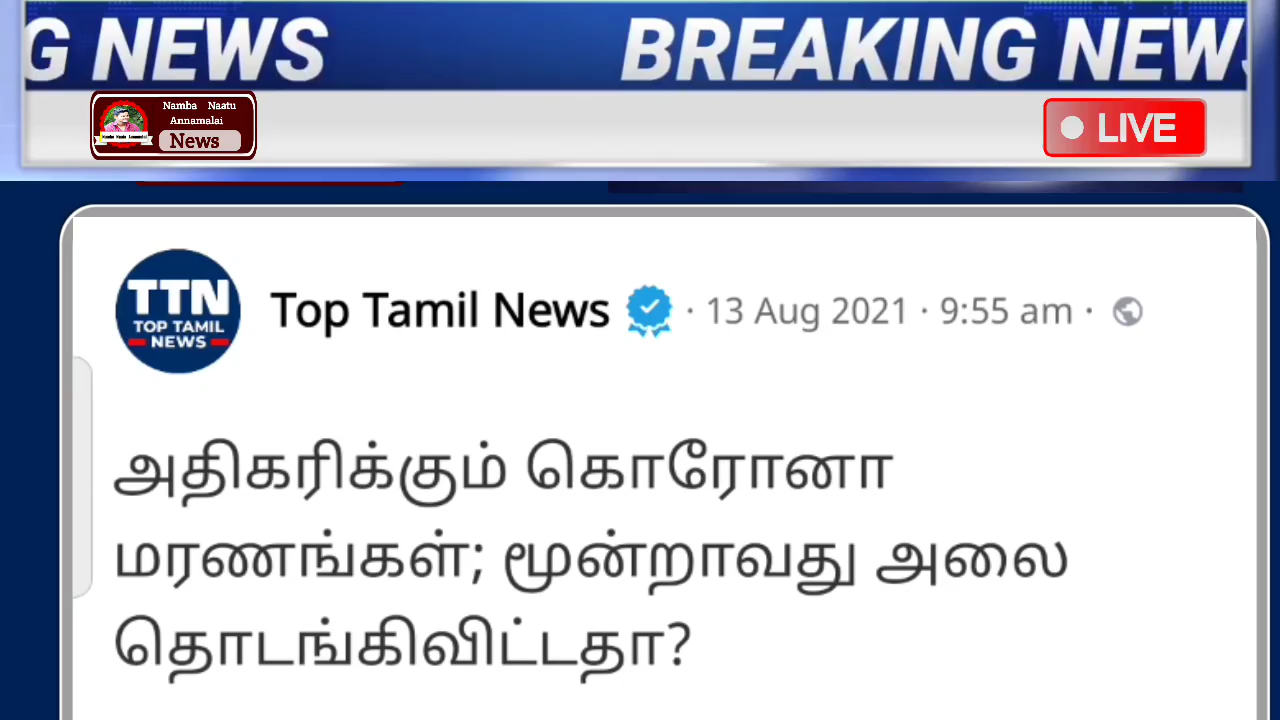 G NEWS BREAKING NEW
Namba Naatu
Annamalai
News
LIVE
TTN
TOP TAMIL
NEWS
Top Tamil News · 13 Aug 2021 · 9:55 am ·
அதிகரிக்கும் கொரோனா
மரணங்கள்; மூன்றாவது அலை
தொடங்கிவிட்டதா?